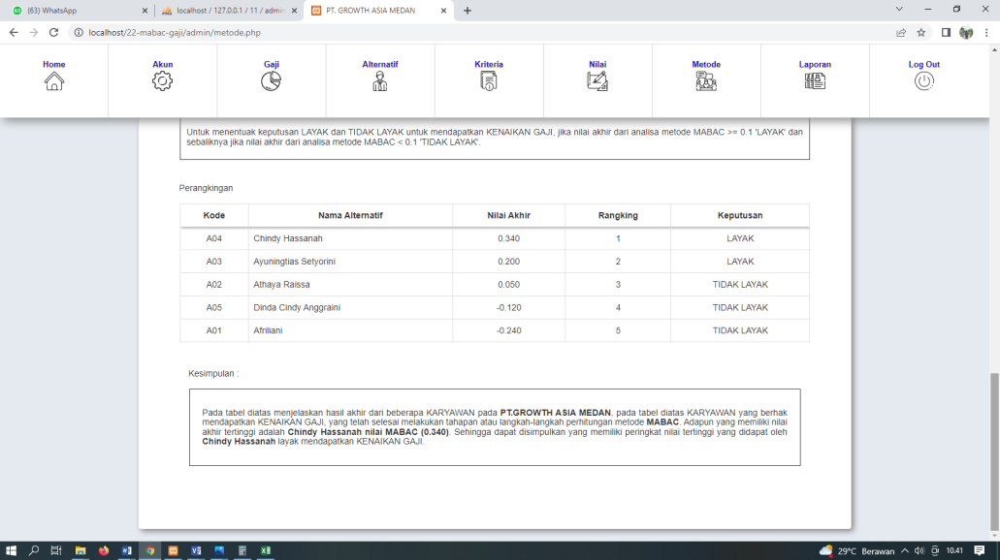 (63) WhatsApp
localhost / 127.0.0.1 / 11 / admin
PT. GROWTH ASIA MEDAN
localhost/22-mabac-gaji/admin/metode.php
Home Akun Gaji Alternatif Kriteria Nilai Metode Laporan Log Out
Untuk menentuak keputusan LAYAK dan TIDAK LAYAK untuk mendapatkan KENAIKAN GAJI, jika nilai akhir dari analisa metode MABAC >= 0.1 'LAYAK' dan
sebaliknya jika nilai akhir dari analisa metode MABAC < 0.1 'TIDAK LAYAK'.
Perangkingan
Kode Nama Alternatif Nilai Akhir Rangking Keputusan
A04 Chindy Hassanah 0.340 1 LAYAK
A03 Ayuningtias Setyorini 0.200 2 LAYAK
A02 Athaya Raissa 0.050 3 TIDAK LAYAK
A05 Dinda Cindy Anggraini -0.120 4 TIDAK LAYAK
A01 Afriliani -0.240 5 TIDAK LAYAK
Kesimpulan :
Pada tabel diatas menjelaskan hasil akhir dari beberapa KARYAWAN pada PT.GROWTH ASIA MEDAN, pada tabel diatas KARYAWAN yang berhak
mendapatkan KENAIKAN GAJI, yang telah selesai melakukan tahapan atau langkah-langkah perhitungan metode MABAC. Adapun yang memiliki nilai
akhir tertinggi adalah Chindy Hassanah nilai MABAC (0.340). Sehingga dapat disimpulkan yang memiliki peringkat nilai tertinggi yang didapat oleh
Chindy Hassanah layak mendapatkan KENAIKAN GAJI.
29°C Berawan 10.41